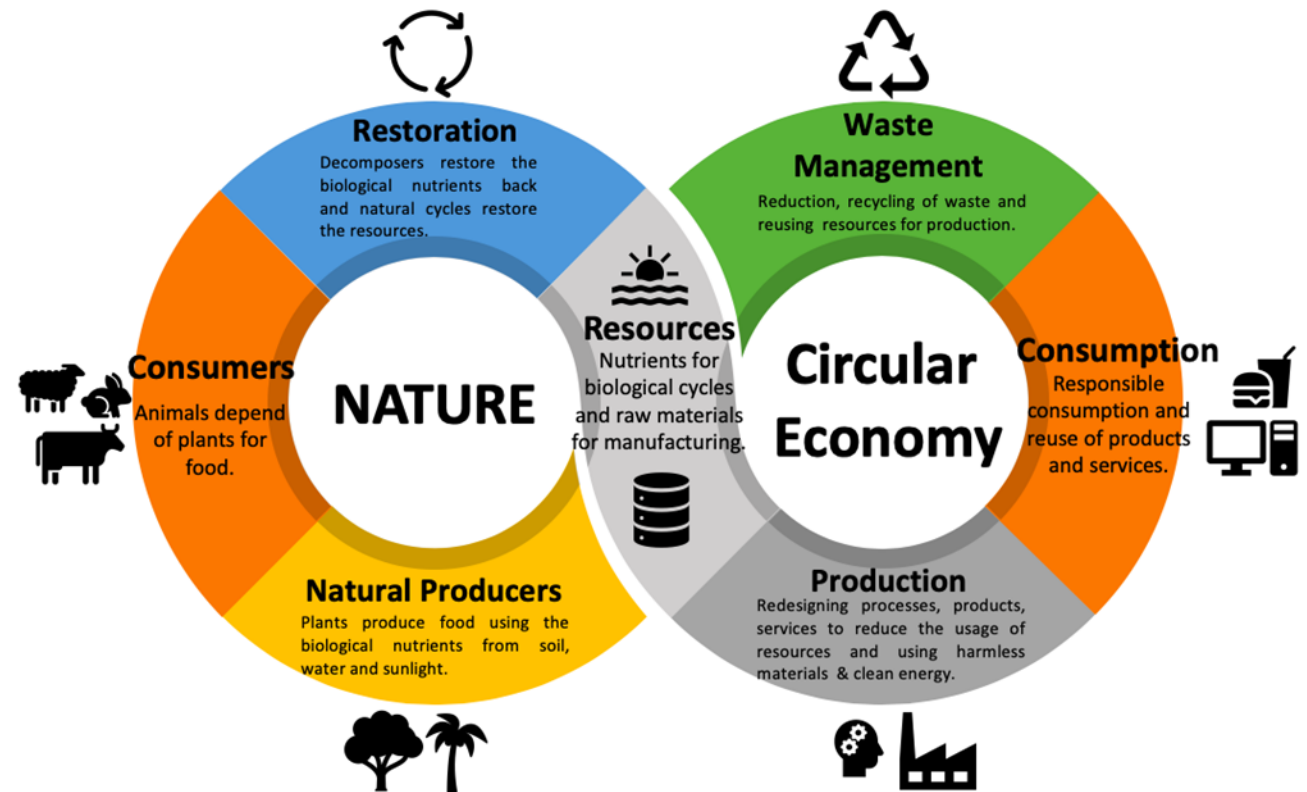 Restoration
Decomposers restore the
biological nutrients back
and natural cycles restore
the resources.
Consumers
Animals depend
of plants for
food.
NATURE
Natural Producers
Plants produce food using the
biological nutrients from soil,
water and sunlight.
Resources
Nutrients for
biological cycles
and raw materials
for manufacturing.
Waste
Management
Reduction, recycling of waste and
reusing resources for production.
Circular
Economy
Consumption
Responsible
consumption and
reuse of products
and services.
Production
Redesigning processes, products,
services to reduce the usage of
resources and using harmless
materials & clean energy.